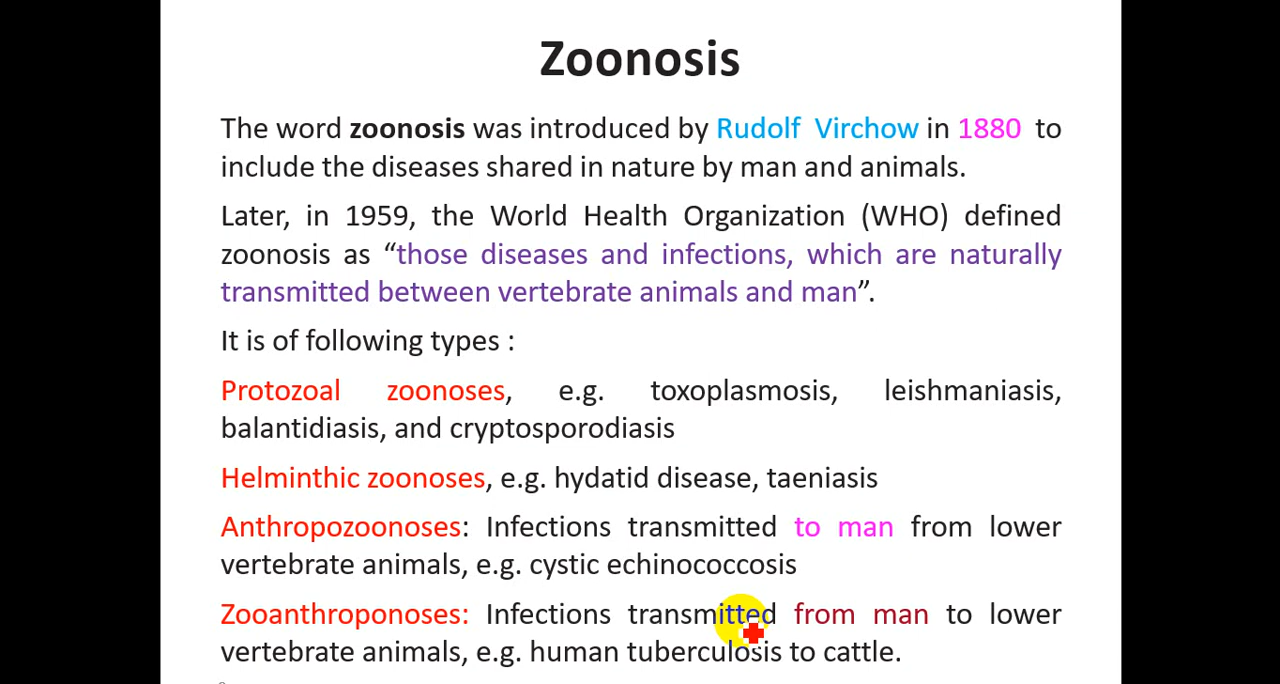 Zoonosis
The word zoonosis was introduced by Rudolf Virchow in 1880 to
include the diseases shared in nature by man and animals.
Later, in 1959, the World Health Organization (WHO) defined
zoonosis as “those diseases and infections, which are naturally
transmitted between vertebrate animals and man”.
It is of following types :
Protozoal zoonoses, e.g. toxoplasmosis, leishmaniasis,
balantidiasis, and cryptosporodiasis
Helminthic zoonoses, e.g. hydatid disease, taeniasis
Anthropozoonoses: Infections transmitted to man from lower
vertebrate animals, e.g. cystic echinococcosis
Zooanthroponoses: Infections transmitted from man to lower
vertebrate animals, e.g. human tuberculosis to cattle.